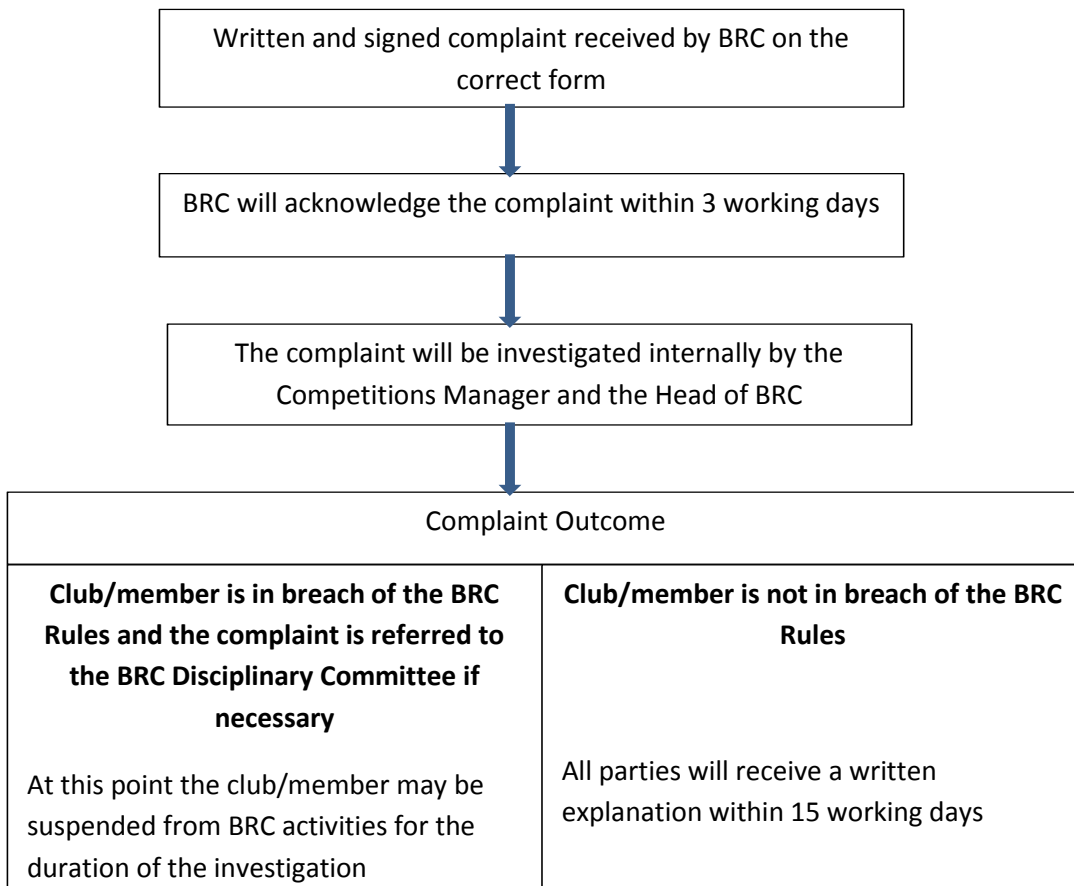 Written and signed complaint received by BRC on the
correct form
BRC will acknowledge the complaint within 3 working days
The complaint will be investigated internally by the
Competitions Manager and the Head of BRC
Complaint Outcome
Club/member is in breach of the BRC
Rules and the complaint is referred to
the BRC Disciplinary Committee if
necessary
At this point the club/member may be
suspended from BRC activities for the
duration of the investigation
Club/member is not in breach of the BRC
Rules
All parties will receive a written
explanation within 15 working days